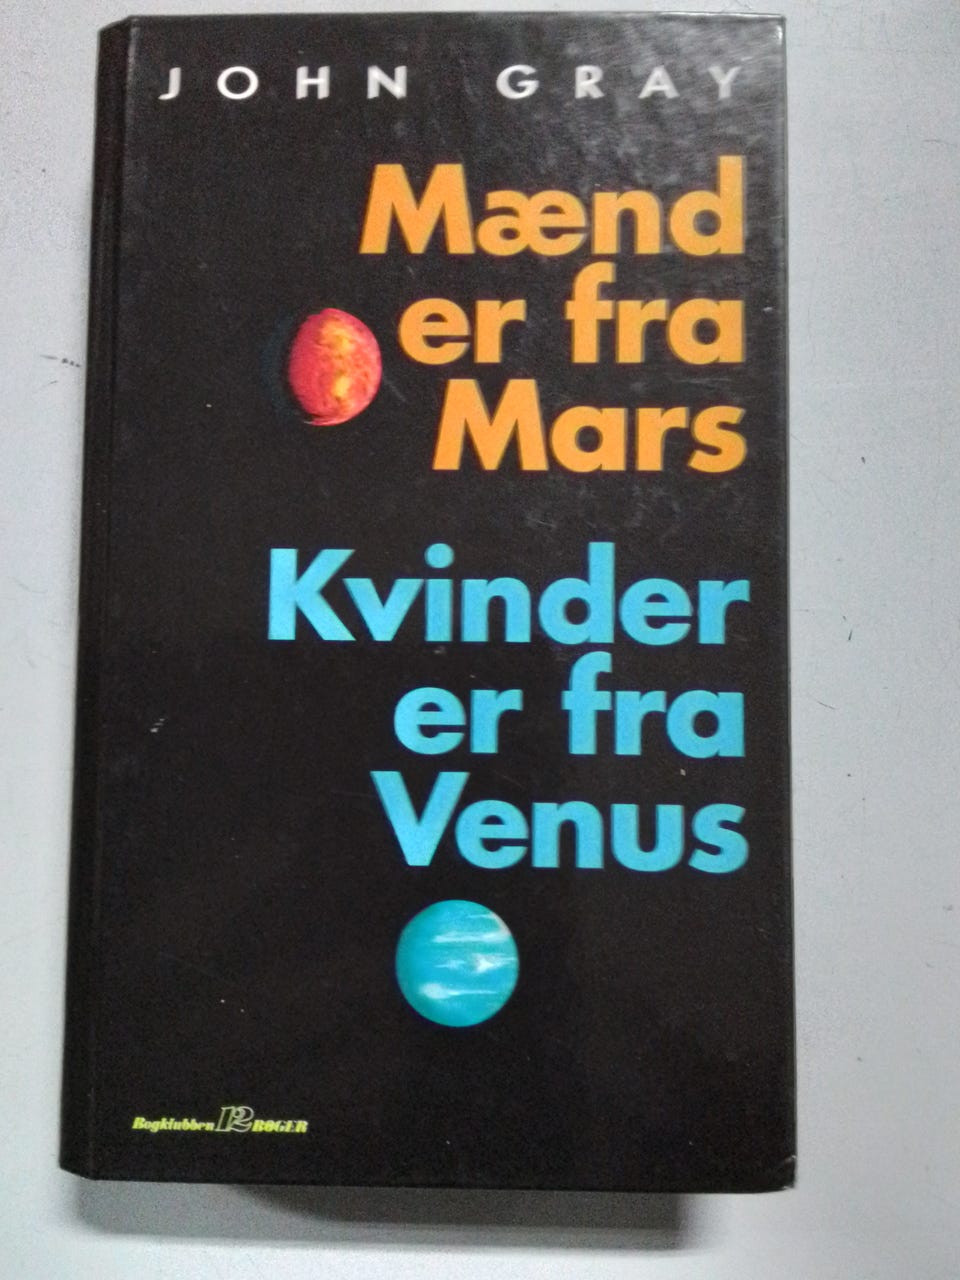 JOHN GRAY
Mænd
er fra
Mars
Kvinder
er fra
Venus
Bogklubben 12 BØGER